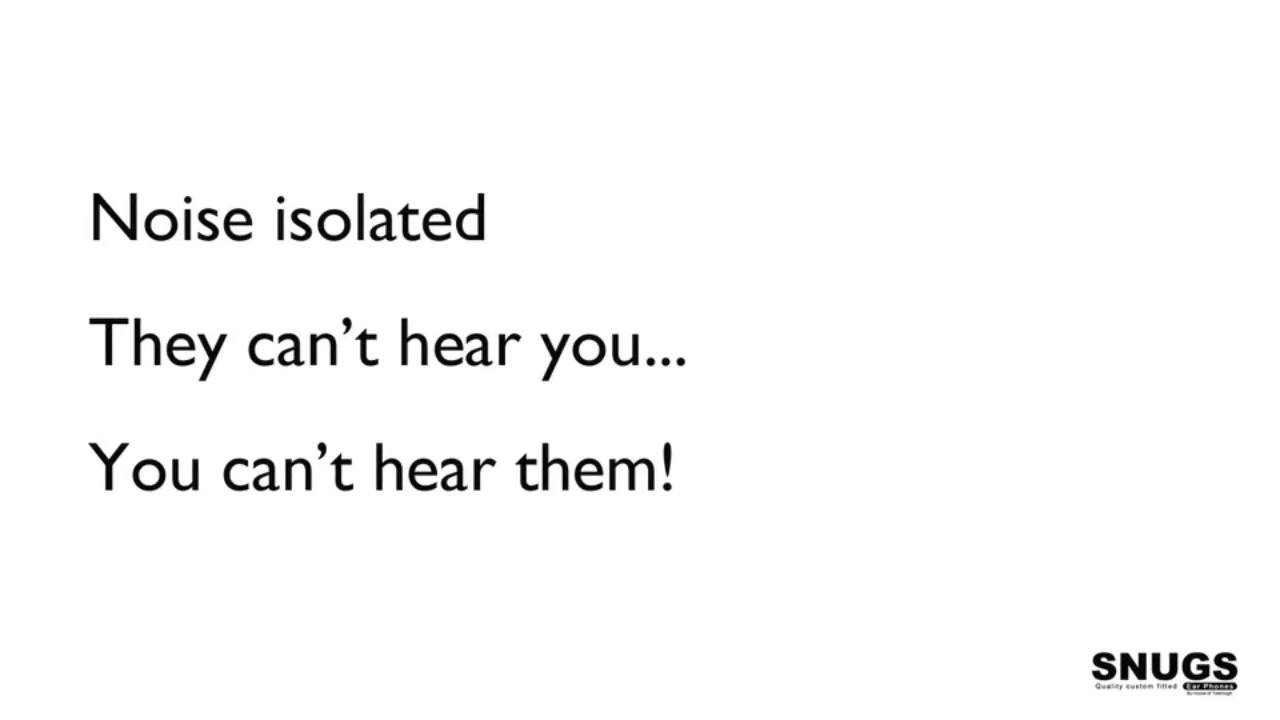 Noise isolated
They can’t hear you...
You can’t hear them!
SNUGS
Quality custom fitted Ear Phones